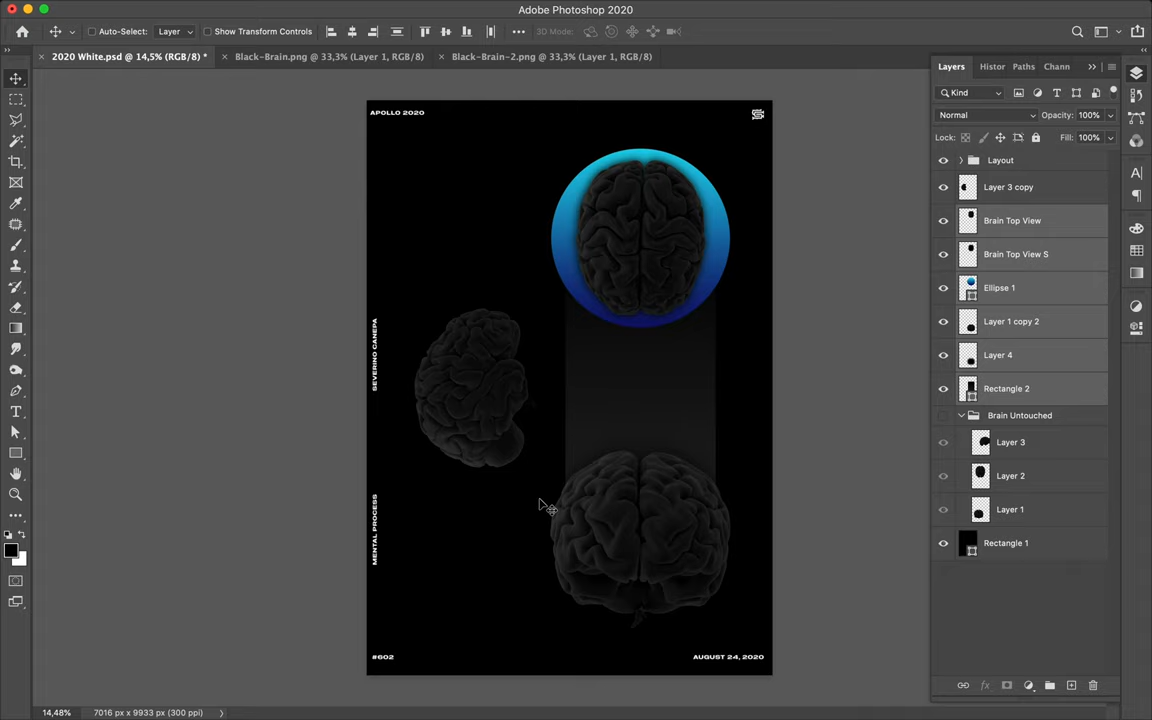 Adobe Photoshop 2020
Auto-Select: Layer Show Transform Controls 3D Mode:
2020 White.psd @ 14,5% (RGB/8) * Black-Brain.png @ 33,3% (Layer 1, RGB/8) Black-Brain-2.png @ 33,3% (Layer 1, RGB/8)
Layers Histor Paths Chann
Kind
Normal Opacity: 100%
Lock: Fill: 100%
Layout
Layer 3 copy
Brain Top View
Brain Top View S
Ellipse 1
Layer 1 copy 2
Layer 4
Rectangle 2
Brain Untouched
Layer 3
Layer 2
Layer 1
Rectangle 1
APOLLO 2020
SEVERINO CANEPA
MENTAL PROCESS
#602
AUGUST 24, 2020
14,48% 7016 px x 9933 px (300 ppi)